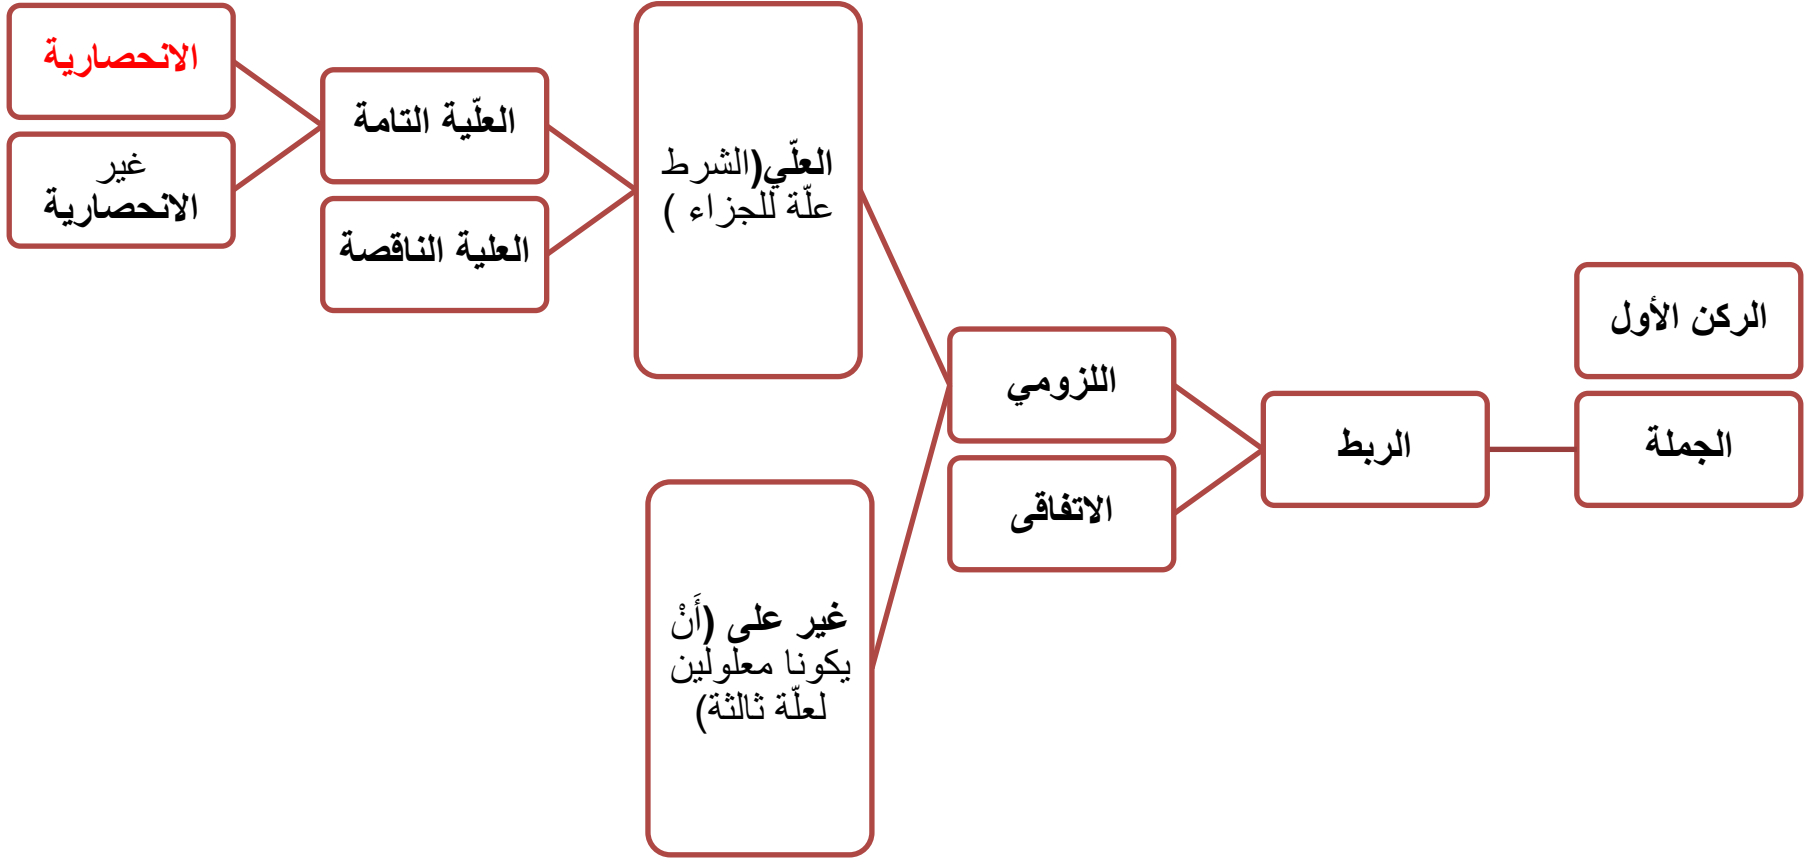 الركن الأول
الجملة
الربط
اللزومي
الاتفاقى
العلّي(الشرط
علّة للجزاء )
غير على (أَنْ
يكونا معلولين
لعلّة ثالثة)
العلّية التامة
العلية الناقصة
الانحصارية
غير
الانحصارية